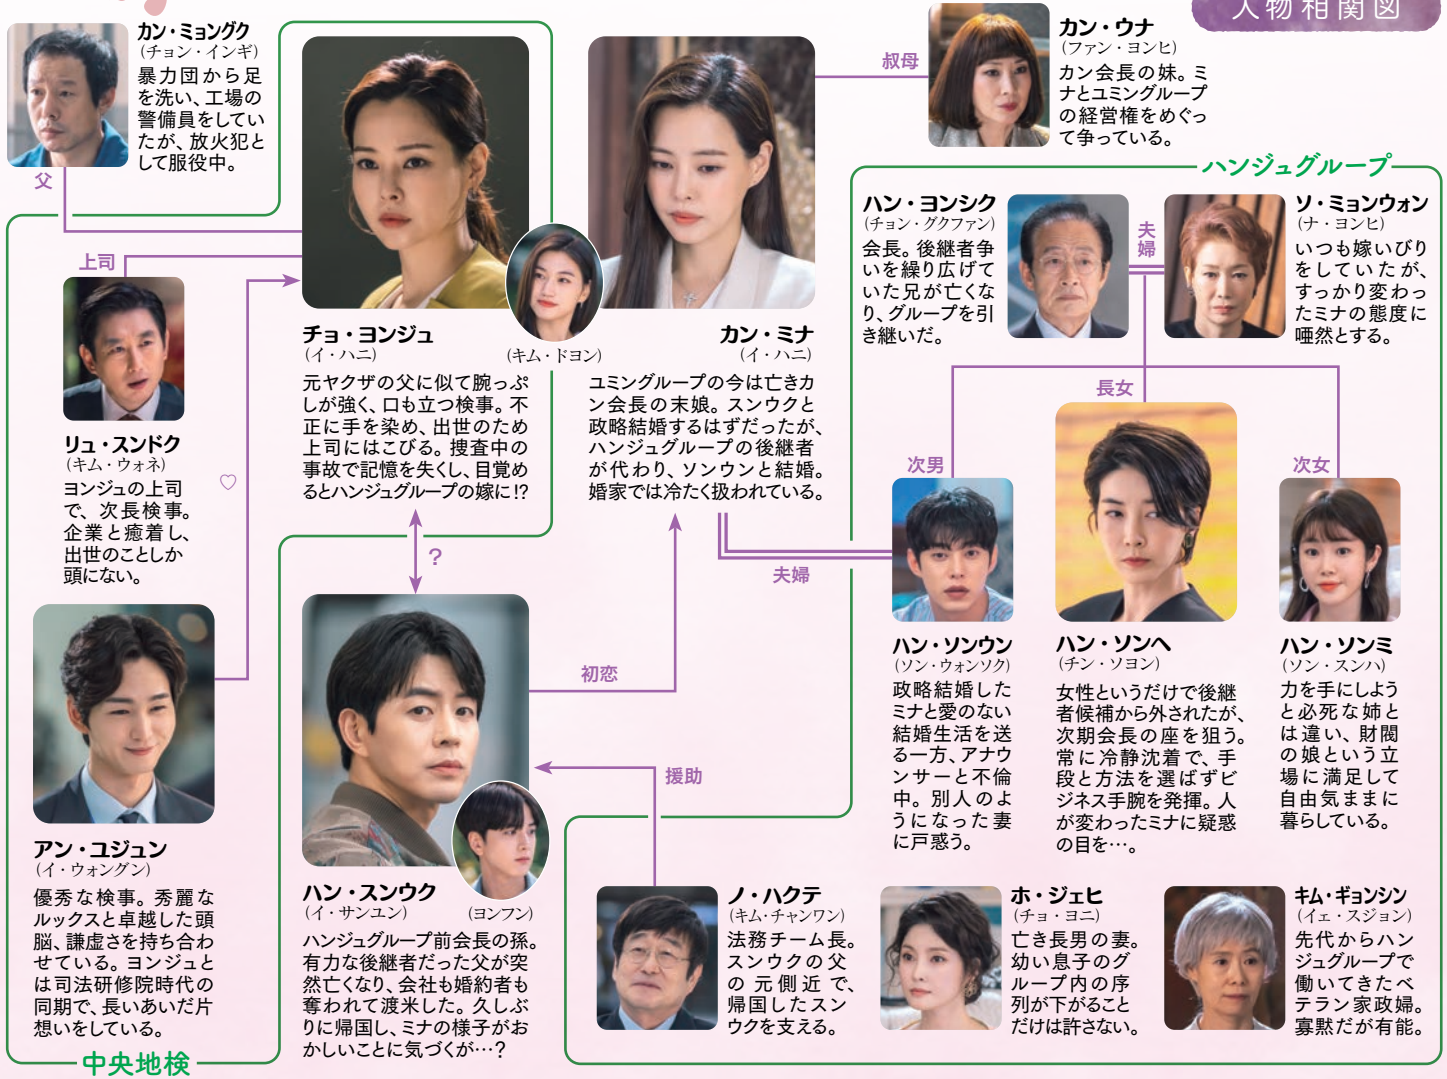 人物相関図
カン・ミョングク
（チョン・インギ）
暴力団から足
を洗い、工場の
警備員をしてい
たが、放火犯と
して服役中。
父
上司
リュ・スンドク
（キム・ウォネ）
ヨンジュの上司
で、次長検事。
企業と癒着し、
出世のことしか
頭にない。
♡
アン・ユジュン
（イ・ウォングン）
優秀な検事。秀麗な
ルックスと卓越した頭
脳、謙虚さを持ち合わ
せている。ヨンジュと
は司法研修院時代の
同期で、長いあいだ片
想いをしている。
中央地検
チョ・ヨンジュ
（イ・ハニ）
元ヤクザの父に似て腕っぷ
しが強く、口も立つ検事。不
正に手を染め、出世のため
上司にはこびる。捜査中の
事故で記憶を失くし、目覚め
るとハンジュグループの嫁に!?
（キム・ドヨン）
カン・ミナ
（イ・ハニ）
ユミングループの今は亡きカ
ン会長の末娘。スンウクと
政略結婚するはずだったが、
ハンジュグループの後継者
が代わり、ソンウンと結婚。
婚家では冷たく扱われている。
叔母
カン・ウナ
（ファン・ヨンヒ）
カン会長の妹。ミ
ナとユミングループ
の経営権をめぐっ
て争っている。
?
夫婦
初恋
援助
ハン・スンウク
（イ・サンユン）
（ヨンフン）
ハンジュグループ前会長の孫。
有力な後継者だった父が突
然亡くなり、会社も婚約者も
奪われて渡米した。久しぶ
りに帰国し、ミナの様子がお
かしいことに気づくが…?
ハンジュグループ
ハン・ヨンシク
（チョン・グクファン）
会長。後継者争
いを繰り広げて
いた兄が亡くな
り、グループを引
き継いだ。
夫婦
ソ・ミョンウォン
（ナ・ヨンヒ）
いつも嫁いびり
をしていたが、
すっかり変わっ
たミナの態度に
唖然とする。
次男
長女
次女
ハン・ソンウン
（ソン・ウォンソク）
政略結婚した
ミナと愛のない
結婚生活を送
る一方、アナウ
ンサーと不倫
中。別人のよ
うになった妻
に戸惑う。
ハン・ソンヘ
（チン・ソヨン）
女性というだけで後継
者候補から外されたが、
次期会長の座を狙う。
常に冷静沈着で、手
段と方法を選ばずビ
ジネス手腕を発揮。人
が変わったミナに疑惑
の目を…。
ハン・ソンミ
（ソン・スンハ）
力を手にしよう
と必死な姉と
は違い、財閥
の娘という立
場に満足して
自由気ままに
暮らしている。
ノ・ハクテ
（キム・チャンワン）
法務チーム長。
スンウクの父
の元側近で、
帰国したスン
ウクを支える。
ホ・ジェヒ
（チョ・ヨニ）
亡き長男の妻。
幼い息子のグ
ループ内の序
列が下がること
だけは許さない。
キム・ギョンシン
（イェ・スジョン）
先代からハン
ジュグループで
働いてきたベ
テラン家政婦。
寡黙だが有能。